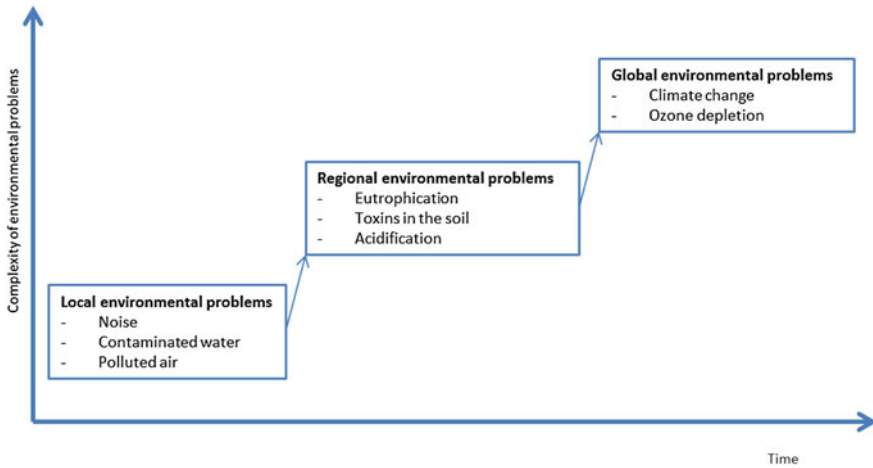 Complexity of environmental problems
Global environmental problems
- Climate change
- Ozone depletion
Regional environmental problems
- Eutrophication
- Toxins in the soil
- Acidification
Local environmental problems
- Noise
- Contaminated water
- Polluted air
Time